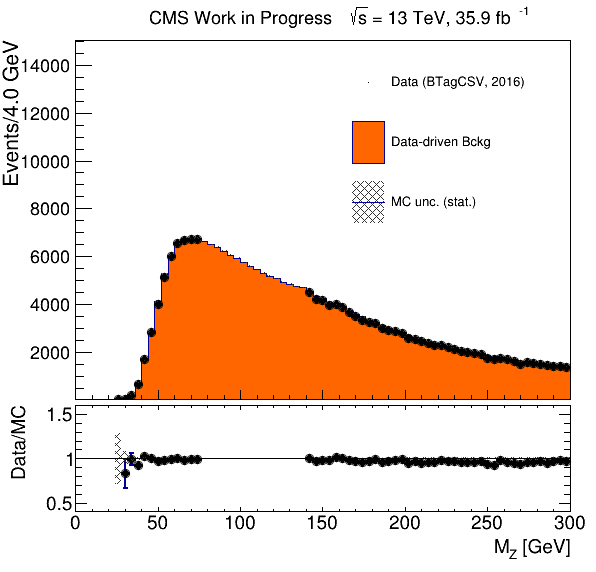 CMS Work in Progress √s = 13 TeV, 35.9 fb⁻¹
Events/4.0 GeV
14000
12000
10000
8000
6000
4000
2000
Data (BTagCSV, 2016)
Data-driven Bckg
MC unc. (stat.)
Data/MC
1.5
1
0.5
0 50 100 150 200 250 300
M_Z [GeV]